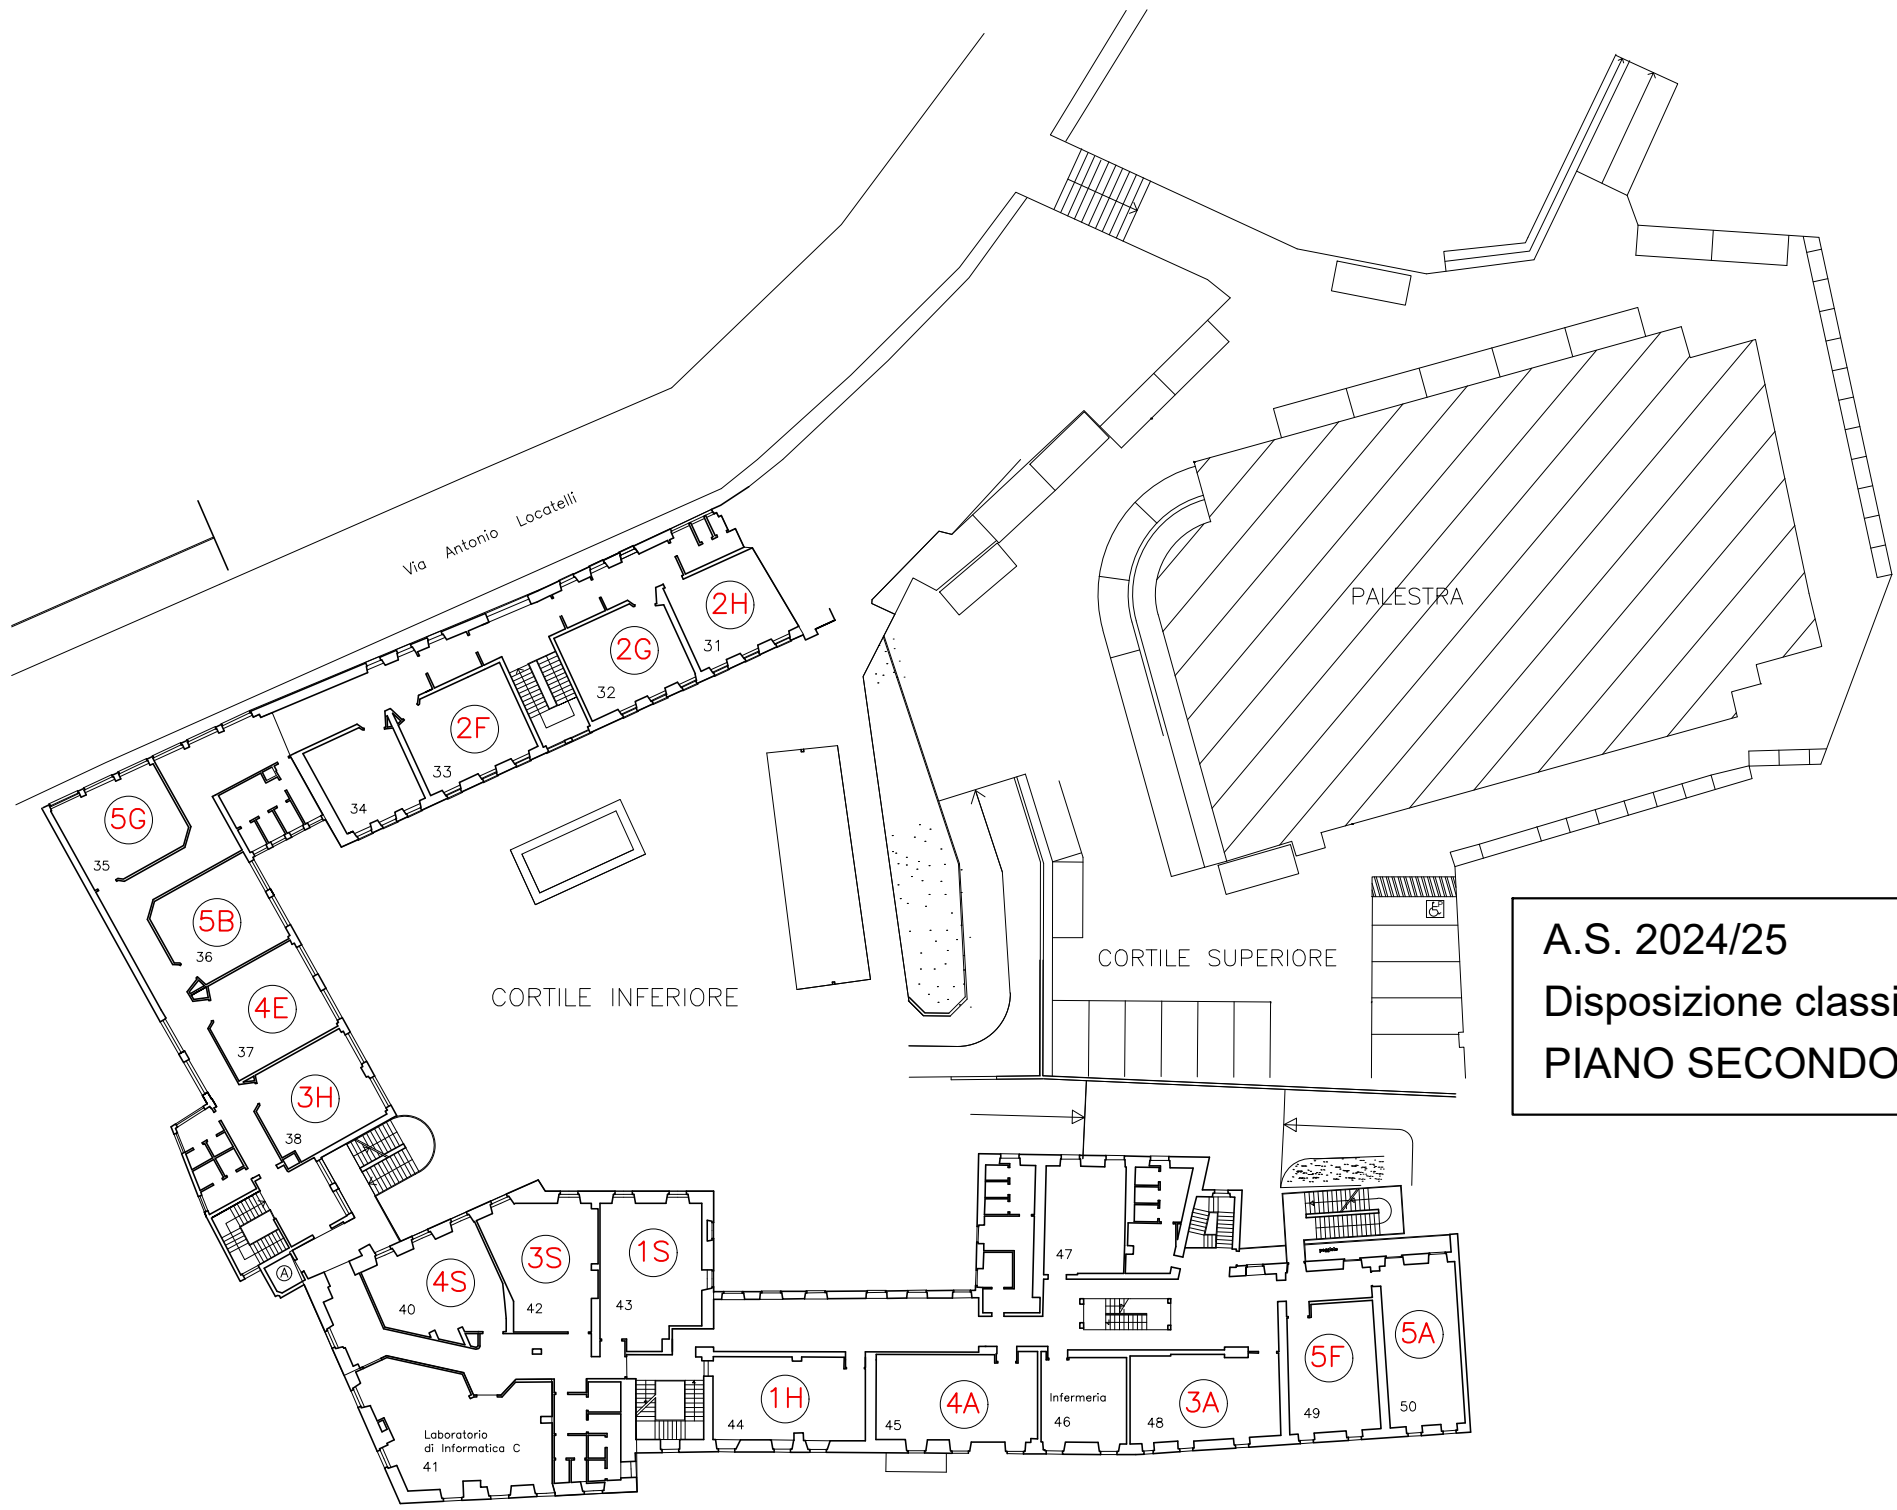 Via Antonio Locatelli
2H
31
2G
32
2F
33
34
5G
35
5B
36
4E
37
3H
38
PALESTRA
CORTILE INFERIORE
CORTILE SUPERIORE
A.S. 2024/25
Disposizione classi
PIANO SECONDO
A
4S
40
3S
42
1S
43
47
Laboratorio
di Informatica C
41
1H
44
4A
45
Infermeria
46
3A
48
5F
49
5A
50